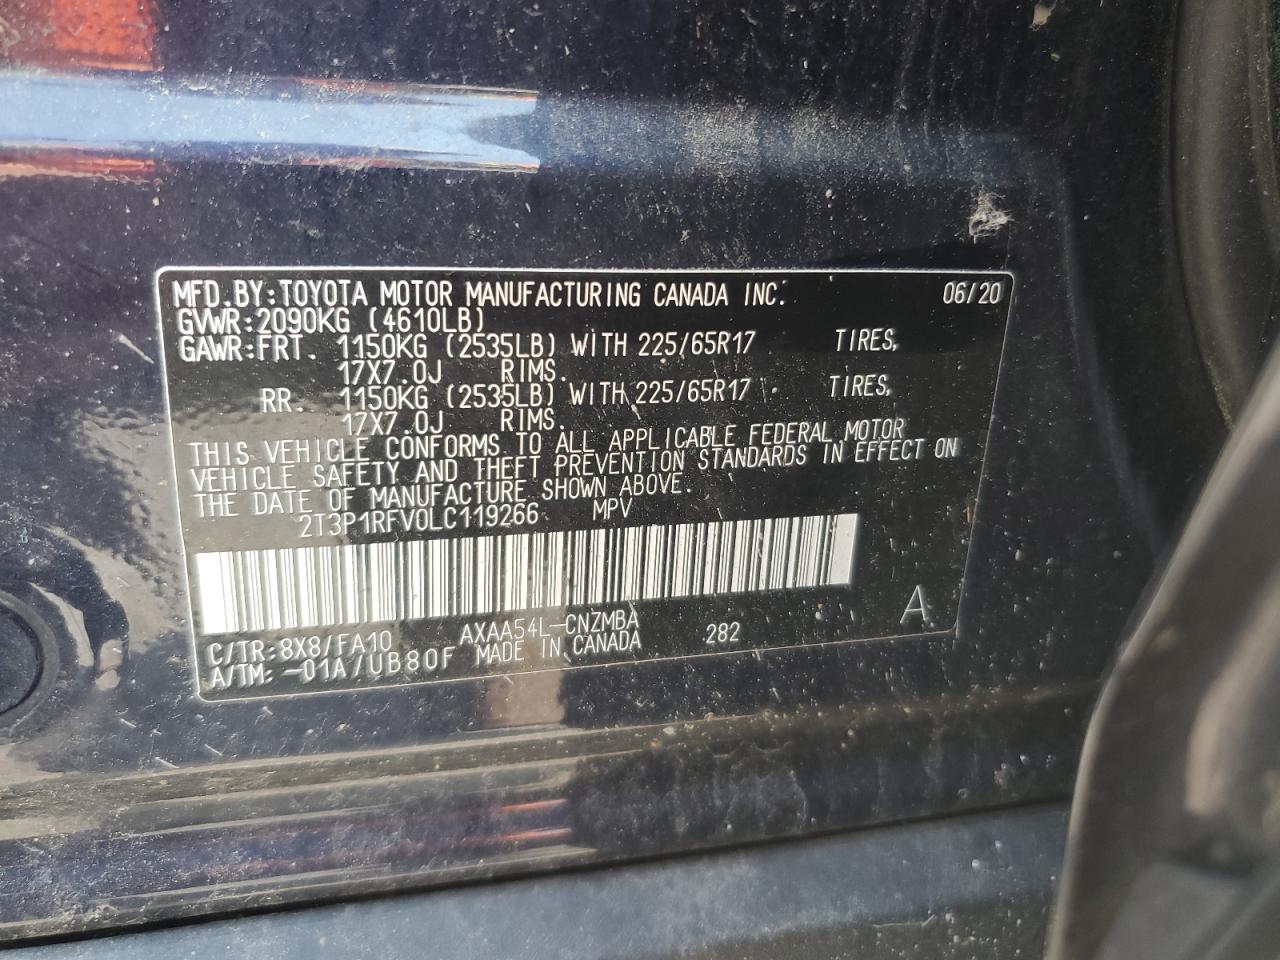 MFD.BY:TOYOTA MOTOR MANUFACTURING CANADA INC. 06/20
GVWR:2090KG (4610LB)
GAWR:FRT. 1150KG (2535LB) WITH 225/65R17 TIRES,
17X7.0J RIMS.
RR. 1150KG (2535LB) WITH 225/65R17 TIRES,
17X7.0J RIMS.
THIS VEHICLE CONFORMS TO ALL APPLICABLE FEDERAL MOTOR
VEHICLE SAFETY AND THEFT PREVENTION STANDARDS IN EFFECT ON
THE DATE OF MANUFACTURE SHOWN ABOVE.
2T3P1RFV0LC119266 MPV
C/TR:8X8/FA10 AXAA54L-CNZMBA 282 A
A/TM:-01A/UB80F MADE IN CANADA